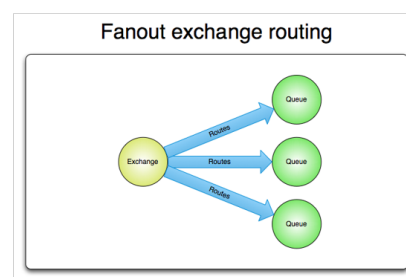 Fanout exchange routing
Queue
Routes
Exchange
Routes
Queue
Routes
Queue